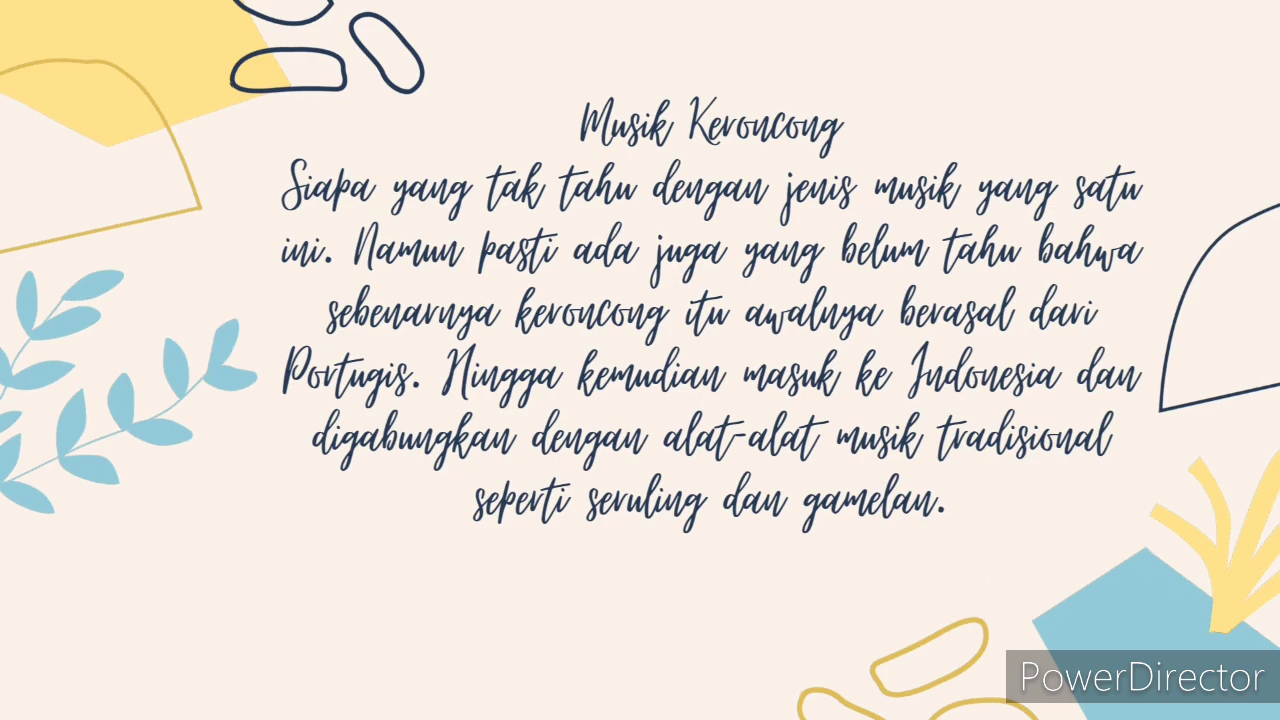 Musik Keroncong
Siapa yang tak tahu dengan jenis musik yang satu
ini. Namun pasti ada juga yang belum tahu bahwa
sebenarnya keroncong itu awalnya berasal dari
Portugis. Hingga kemudian masuk ke Indonesia dan
digabungkan dengan alat-alat musik tradisional
seperti seruling dan gamelan.
PowerDirector